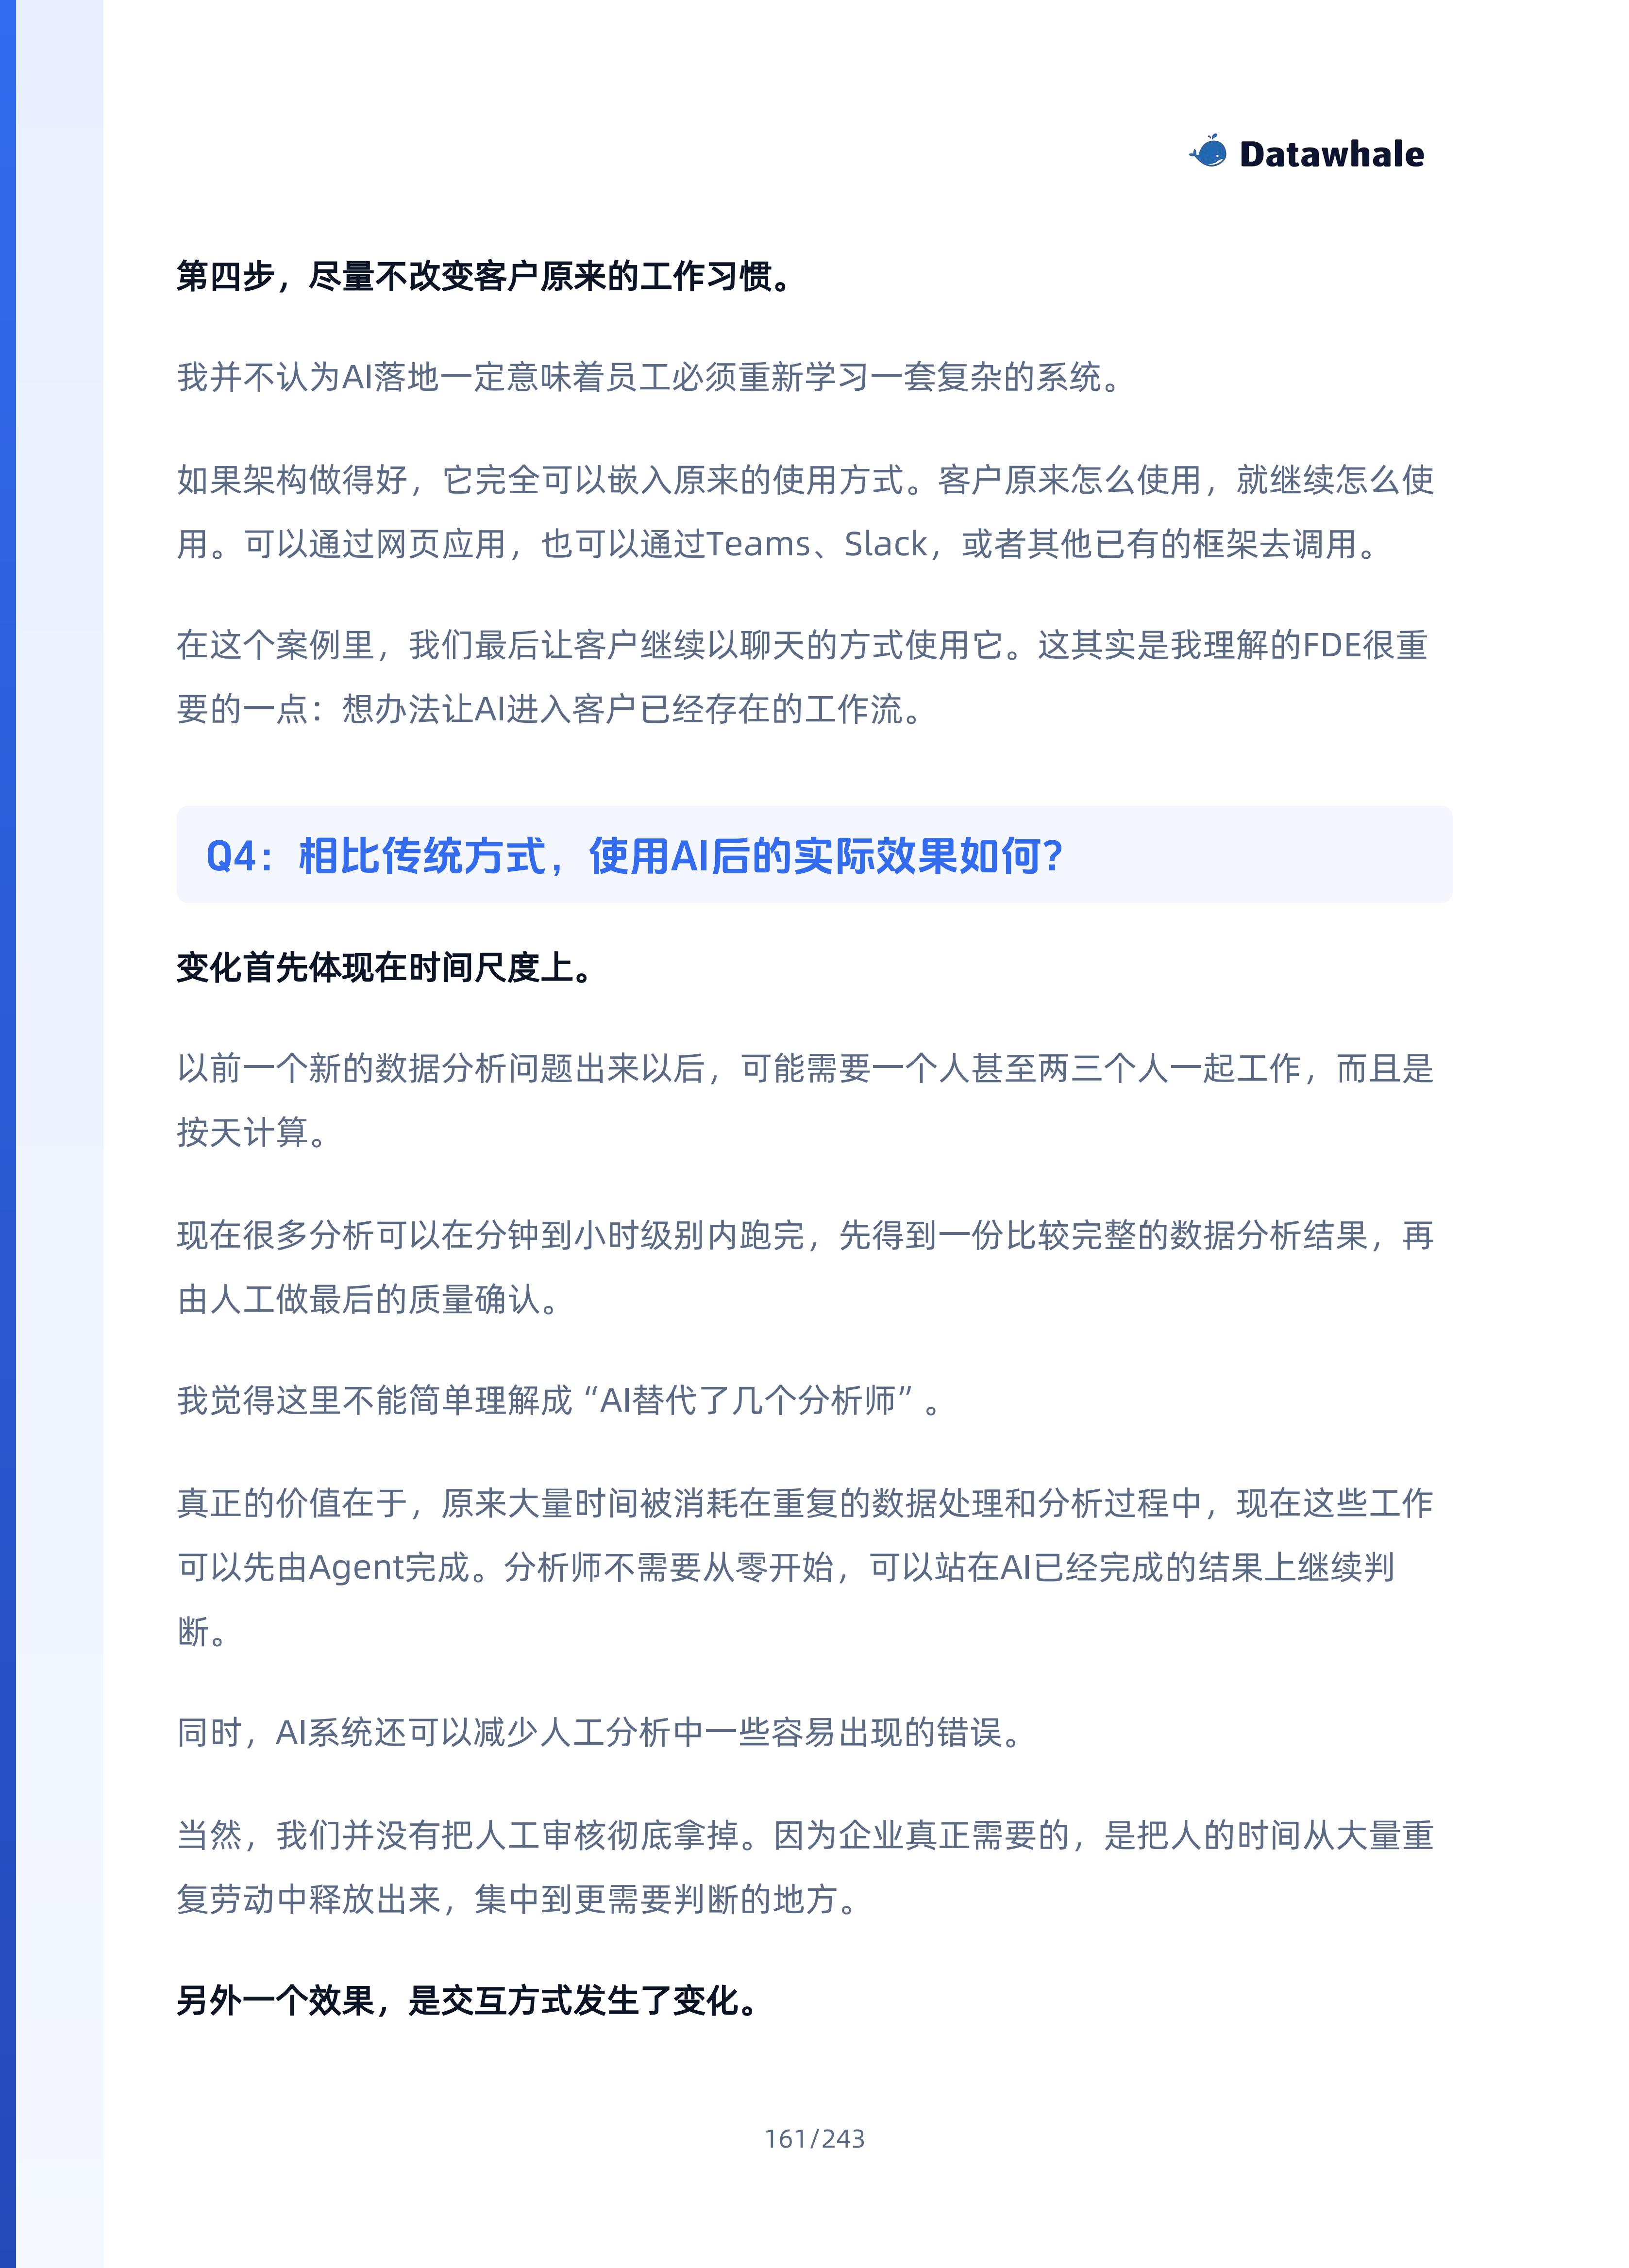 Datawhale
第四步，尽量不改变客户原来的工作习惯。
我并不认为AI落地一定意味着员工必须重新学习一套复杂的系统。
如果架构做得好，它完全可以嵌入原来的使用方式。客户原来怎么使用，就继续怎么使
用。可以通过网页应用，也可以通过Teams、Slack，或者其他已有的框架去调用。
在这个案例里，我们最后让客户继续以聊天的方式使用它。这其实是我理解的FDE很重
要的一点：想办法让AI进入客户已经存在的工作流。
Q4：相比传统方式，使用AI后的实际效果如何？
变化首先体现在时间尺度上。
以前一个新的数据分析问题出来以后，可能需要一个人甚至两三个人一起工作，而且是
按天计算。
现在很多分析可以在分钟到小时级别内跑完，先得到一份比较完整的数据分析结果，再
由人工做最后的质量确认。
我觉得这里不能简单理解成“AI替代了几个分析师”。
真正的价值在于，原来大量时间被消耗在重复的数据处理和分析过程中，现在这些工作
可以先由Agent完成。分析师不需要从零开始，可以站在AI已经完成的结果上继续判
断。
同时，AI系统还可以减少人工分析中一些容易出现的错误。
当然，我们并没有把人工审核彻底拿掉。因为企业真正需要的，是把人的时间从大量重
复劳动中释放出来，集中到更需要判断的地方。
另外一个效果，是交互方式发生了变化。
161/243